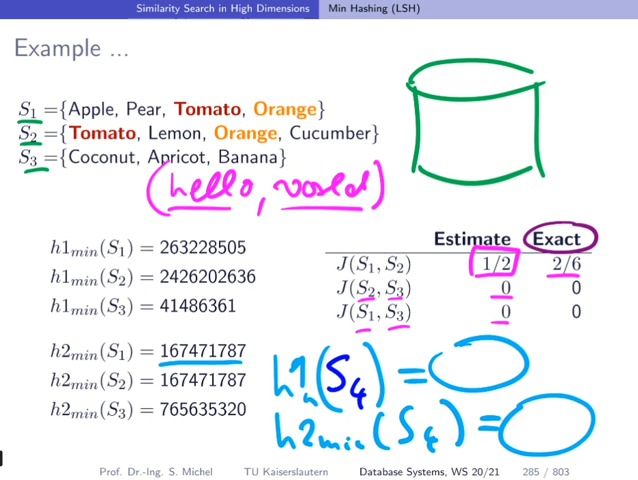 Similarity Search in High Dimensions Min Hashing (LSH)
Example ...
S1 ={Apple, Pear, Tomato, Orange}
S2 ={Tomato, Lemon, Orange, Cucumber}
S3 ={Coconut, Apricot, Banana}
(hello, world)
Estimate Exact
J(S1, S2) 1/2 2/6
J(S2, S3) 0 0
J(S1, S3) 0 0
h1min(S1) = 263228505
h1min(S2) = 2426202636
h1min(S3) = 41486361
h2min(S1) = 167471787
h2min(S2) = 167471787
h2min(S3) = 765635320
(S4) =
h2min(S4) =
Prof. Dr.-Ing. S. Michel TU Kaiserslautern Database Systems, WS 20/21 285 / 803